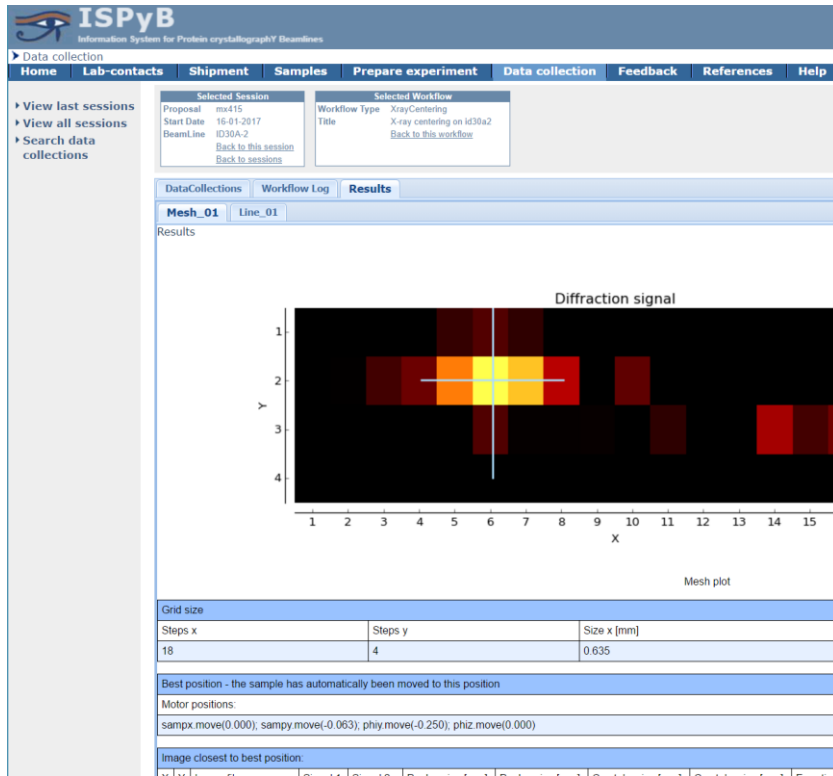 ISPyB
Information System for Protein crystallographY Beamlines
Data collection
Home Lab-contacts Shipment Samples Prepare experiment Data collection Feedback References Help
View last sessions
View all sessions
Search data
collections
Selected Session
Proposal mx415
Start Date 16-01-2017
BeamLine ID30A-2
Back to this session
Back to sessions
Selected Workflow
Workflow Type XrayCentering
Title X-ray centering on id30a2
Back to this workflow
DataCollections Workflow Log Results
Mesh_01 Line_01
Results
Diffraction signal
1
2
3
4
Y
1 2 3 4 5 6 7 8 9 10 11 12 13 14 15
X
Mesh plot
Grid size
Steps x Steps y Size x [mm]
18 4 0.635
Best position - the sample has automatically been moved to this position
Motor positions:
sampx.move(0.000); sampy.move(-0.063); phiy.move(-0.250); phiz.move(0.000)
Image closest to best position: